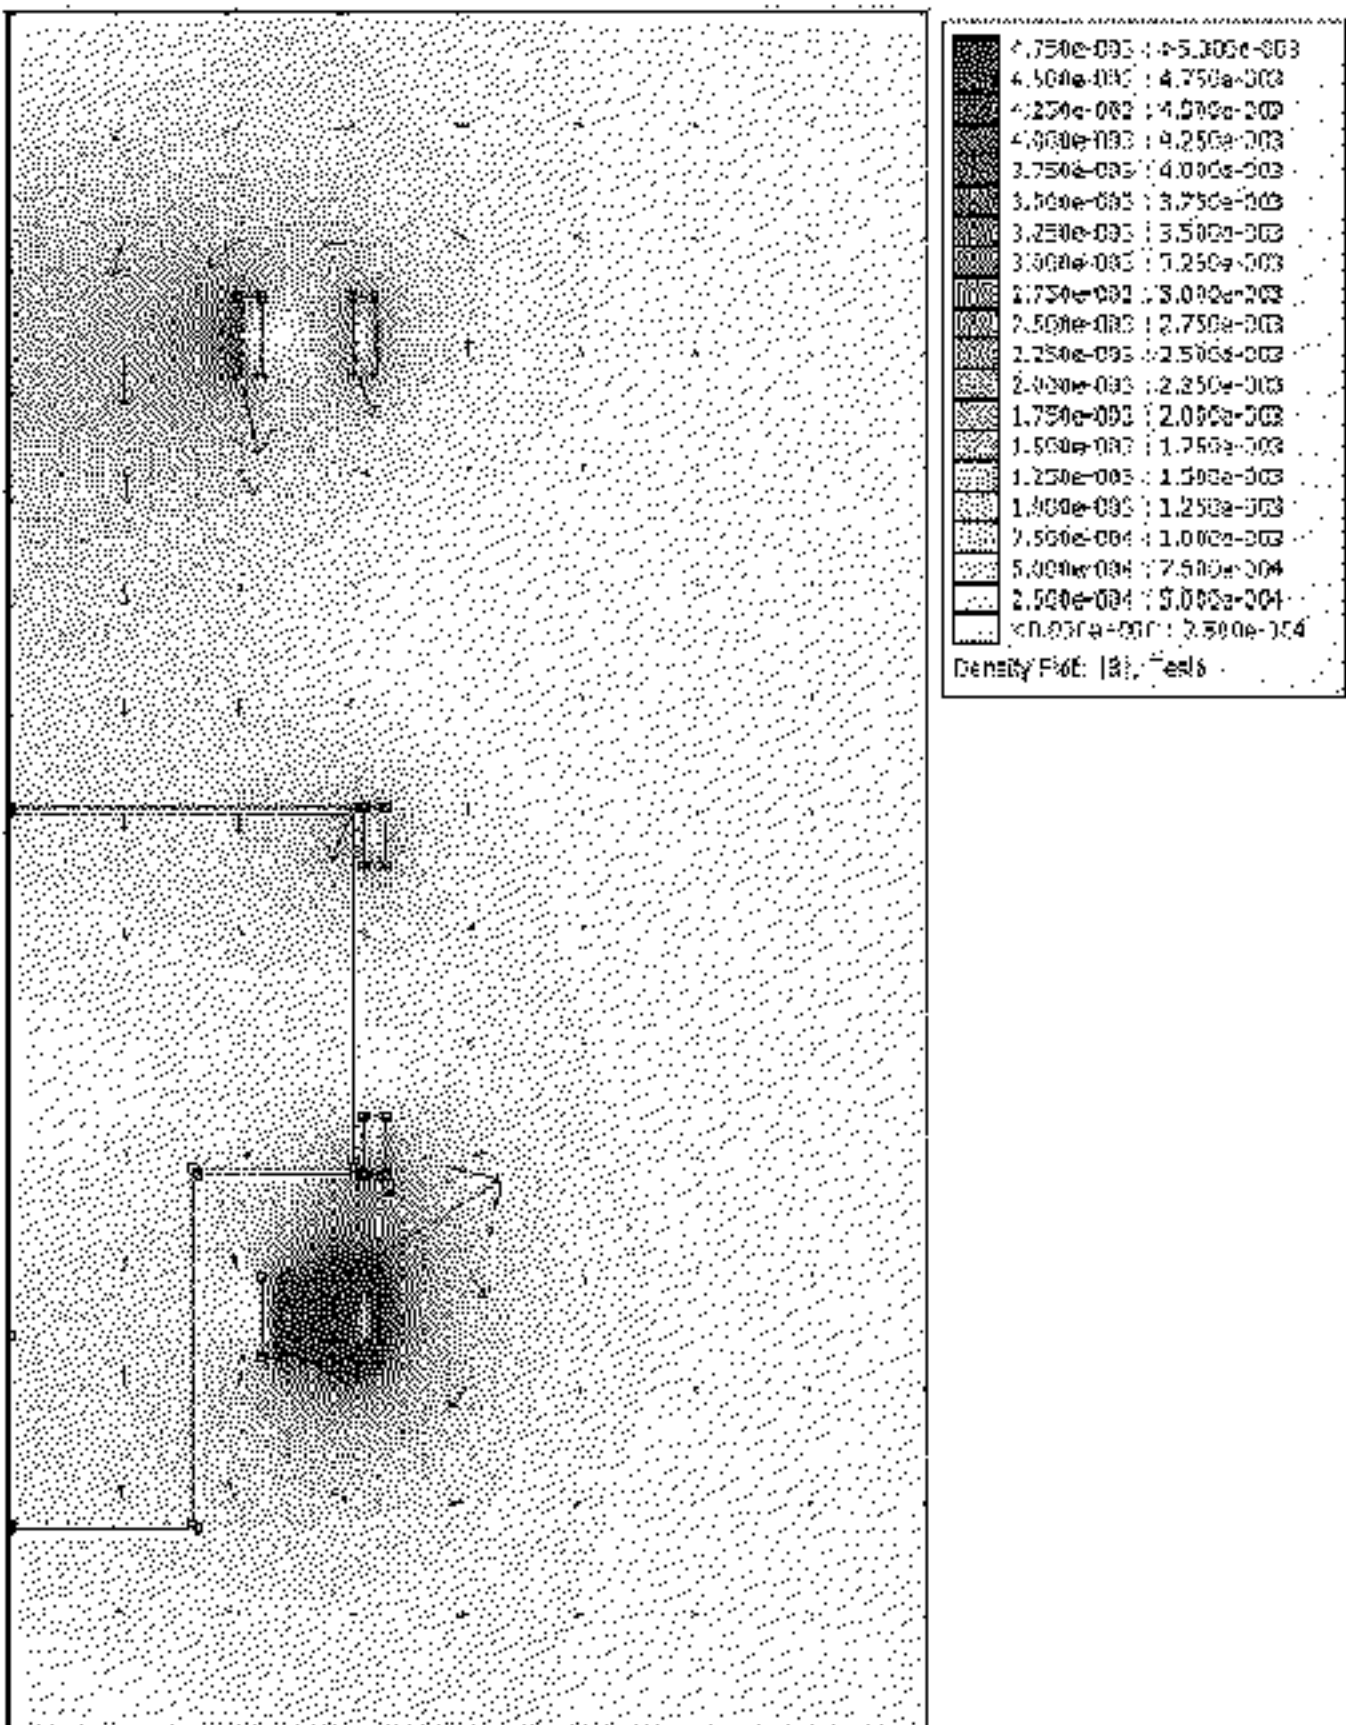 4.750e-003 : >5.000e-003
4.500e-003 : 4.750e-003
4.250e-003 : 4.500e-003
4.000e-003 : 4.250e-003
3.750e-003 : 4.000e-003
3.500e-003 : 3.750e-003
3.250e-003 : 3.500e-003
3.000e-003 : 3.250e-003
2.750e-003 : 3.000e-003
2.500e-003 : 2.750e-003
2.250e-003 : 2.500e-003
2.000e-003 : 2.250e-003
1.750e-003 : 2.000e-003
1.500e-003 : 1.750e-003
1.250e-003 : 1.500e-003
1.000e-003 : 1.250e-003
7.500e-004 : 1.000e-003
5.000e-004 : 7.500e-004
2.500e-004 : 5.000e-004
<0.000e+000 : 2.500e-004
Density Plot: |B|, Tesla